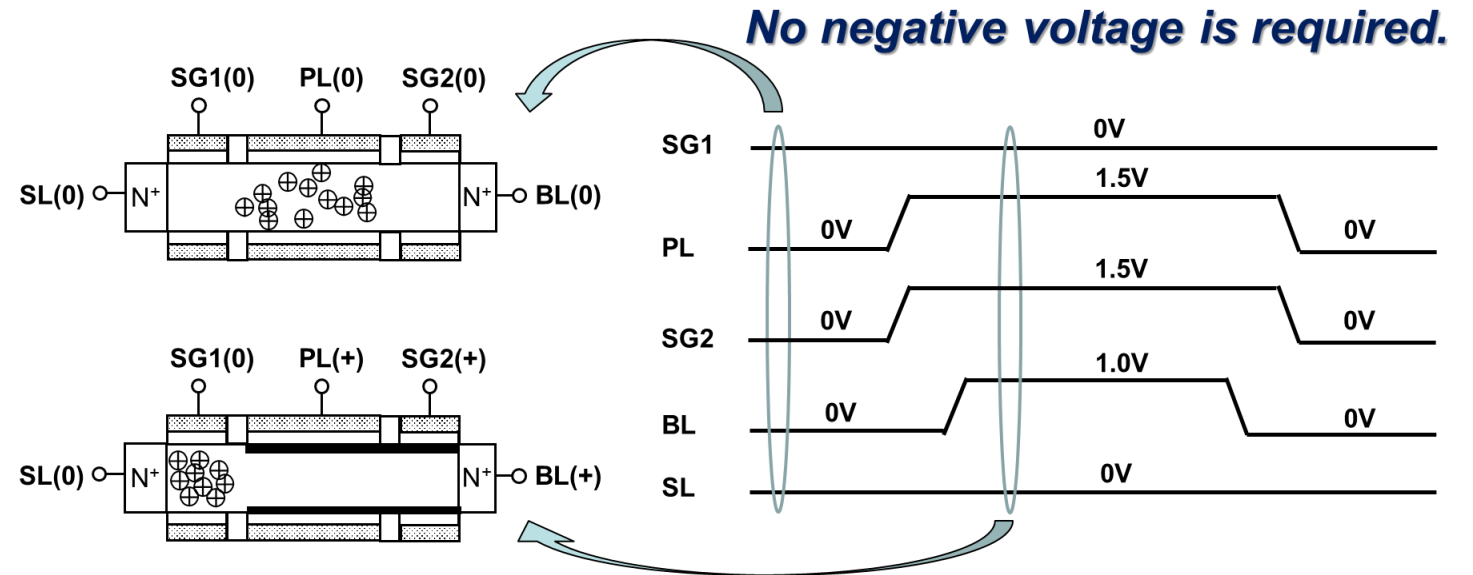 No negative voltage is required.
SG1(0) PL(0) SG2(0)
SL(0) N⁺ N⁺ BL(0)
SG1(0) PL(+) SG2(+)
SL(0) N⁺ N⁺ BL(+)
SG1 0V
PL 0V 1.5V 0V
SG2 0V 1.5V 0V
BL 0V 1.0V 0V
SL 0V